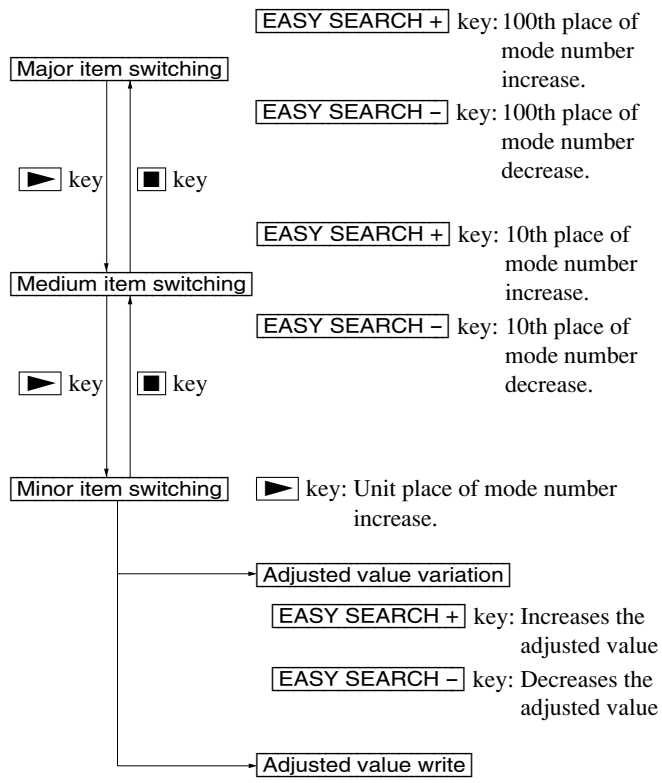 EASY SEARCH + key: 100th place of
mode number
increase.
Major item switching
EASY SEARCH – key: 100th place of
mode number
decrease.
► key ■ key
EASY SEARCH + key: 10th place of
mode number
increase.
Medium item switching
EASY SEARCH – key: 10th place of
mode number
decrease.
► key ■ key
Minor item switching
► key: Unit place of mode number
increase.
Adjusted value variation
EASY SEARCH + key: Increases the
adjusted value
EASY SEARCH – key: Decreases the
adjusted value
Adjusted value write